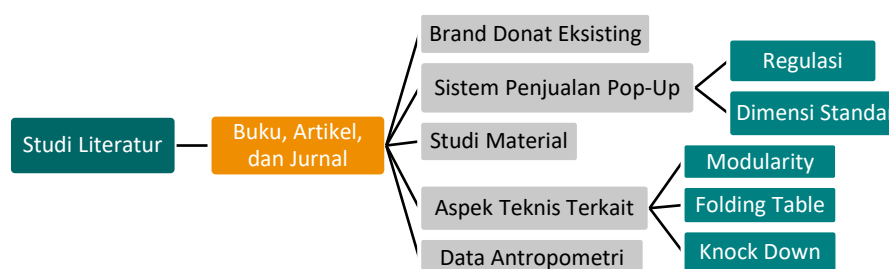 Studi Literatur
Buku, Artikel,
dan Jurnal
Brand Donat Eksisting
Sistem Penjualan Pop-Up
Regulasi
Dimensi Standar
Studi Material
Aspek Teknis Terkait
Modularity
Folding Table
Knock Down
Data Antropometri